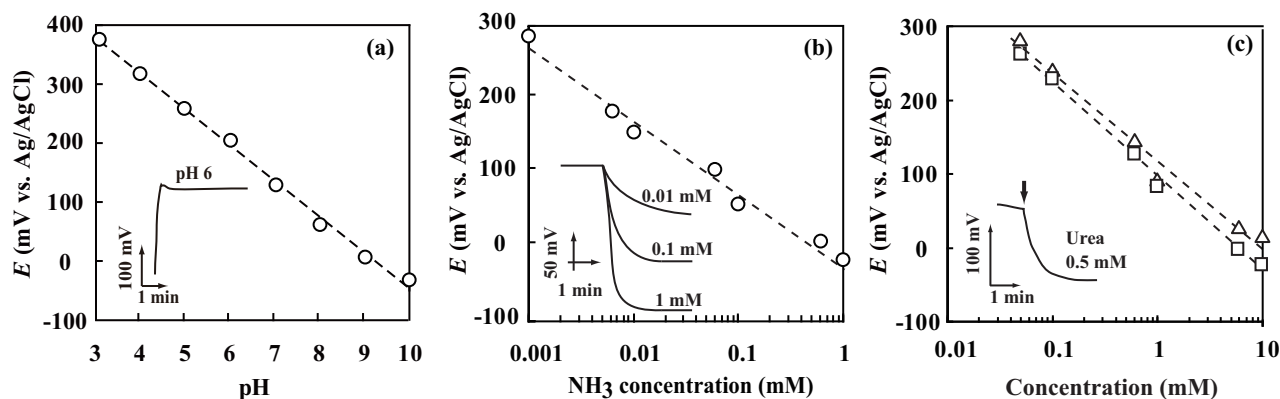 400
300
200
100
0
-100
E (mV vs. Ag/AgCl)
(a)
pH 6
100 mV
1 min
3 4 5 6 7 8 9 10
pH
300
200
100
0
-100
E (mV vs. Ag/AgCl)
(b)
0.01 mM
0.1 mM
1 mM
50 mV
1 min
0.001 0.01 0.1 1
NH3 concentration (mM)
300
200
100
0
-100
E (mV vs. Ag/AgCl)
(c)
Urea
0.5 mM
100 mV
1 min
0.01 0.1 1 10
Concentration (mM)